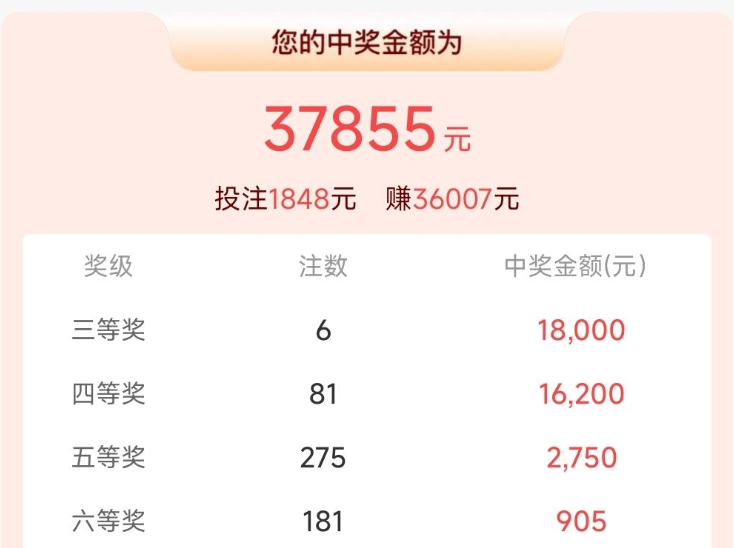 您的中奖金额为
37855元
投注1848元 赚36007元
奖级 注数 中奖金额(元)
三等奖 6 18,000
四等奖 81 16,200
五等奖 275 2,750
六等奖 181 905